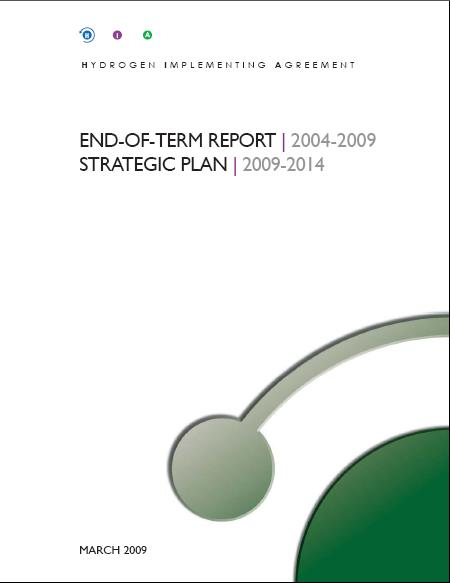 H I A
HYDROGEN IMPLEMENTING AGREEMENT
END-OF-TERM REPORT | 2004-2009
STRATEGIC PLAN | 2009-2014
MARCH 2009